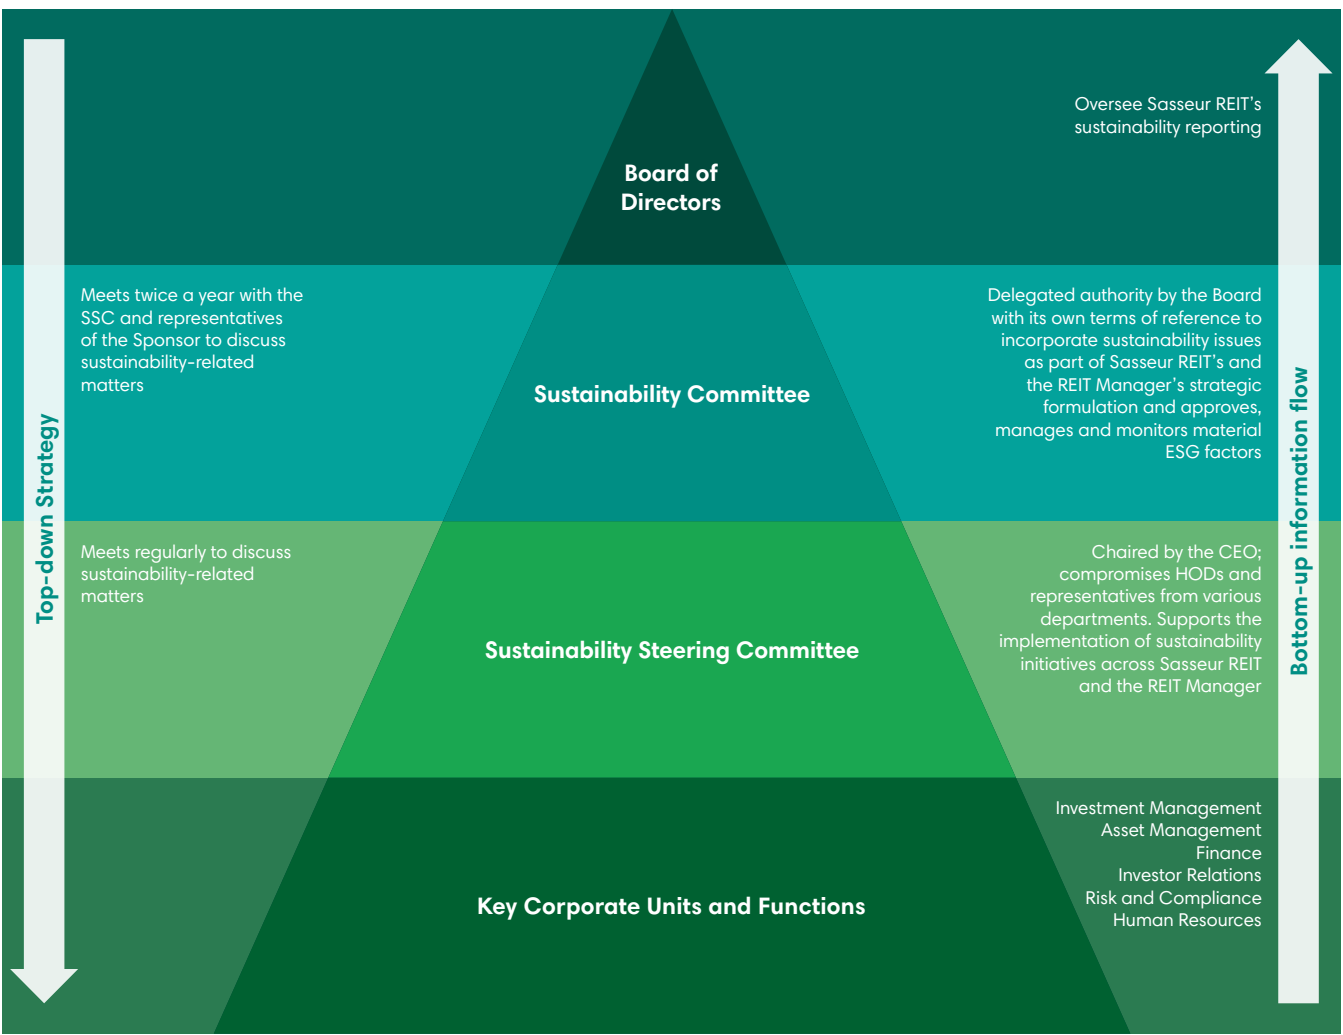 Top-down Strategy
Oversee Sasseur REIT's
sustainability reporting
Board of
Directors
Meets twice a year with the
SSC and representatives
of the Sponsor to discuss
sustainability-related
matters
Sustainability Committee
Delegated authority by the Board
with its own terms of reference to
incorporate sustainability issues
as part of Sasseur REIT's and
the REIT Manager's strategic
formulation and approves,
manages and monitors material
ESG factors
Meets regularly to discuss
sustainability-related
matters
Sustainability Steering Committee
Chaired by the CEO;
compromises HODs and
representatives from various
departments. Supports the
implementation of sustainability
initiatives across Sasseur REIT
and the REIT Manager
Key Corporate Units and Functions
Investment Management
Asset Management
Finance
Investor Relations
Risk and Compliance
Human Resources
Bottom-up information flow